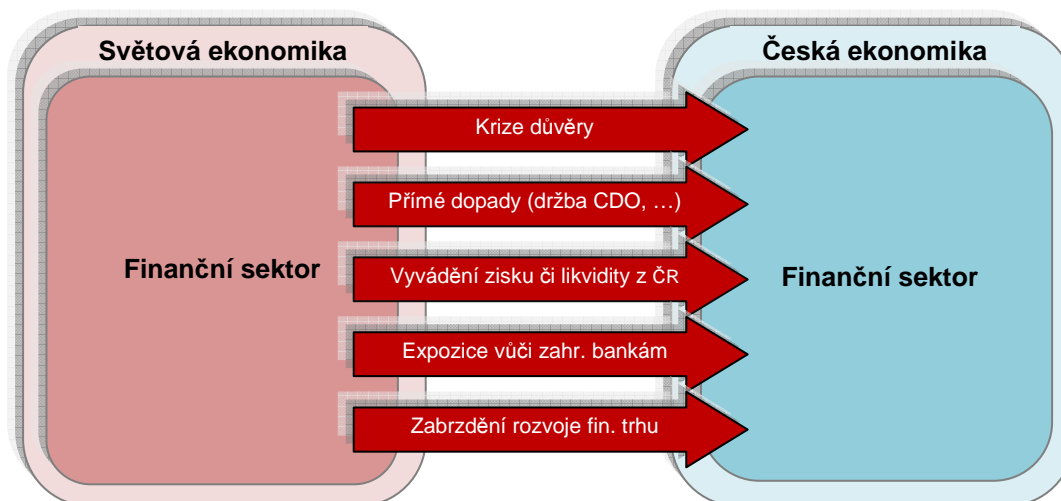 Světová ekonomika
Česká ekonomika
Krize důvěry
Přímé dopady (držba CDO, …)
Finanční sektor
Vyvádění zisku či likvidity z ČR
Finanční sektor
Expozice vůči zahr. bankám
Zabrzdění rozvoje fin. trhu